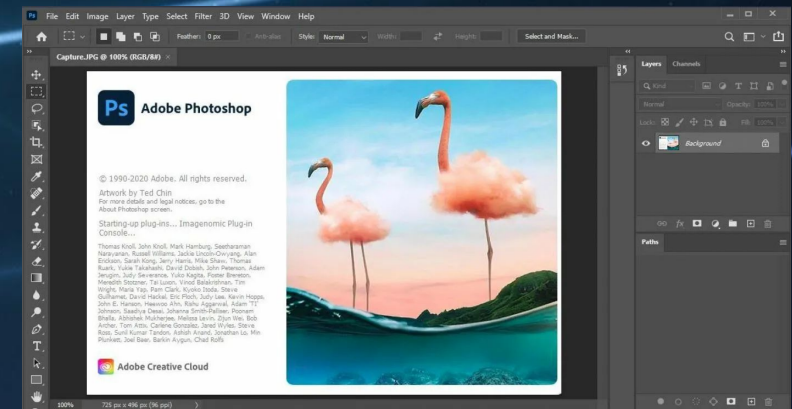 Ps File Edit Image Layer Type Select Filter 3D View Window Help
Feather: 0 px Anti-alias Style: Normal Width: Height: Select and Mask...
Capture.JPG @ 100% (RGB/8#) ×
Ps Adobe Photoshop
© 1990-2020 Adobe. All rights reserved.
Artwork by Ted Chin
For more details and legal notices, go to the
About Photoshop screen.
Starting-up plug-ins... Imagenomic Plug-in
Console...
Thomas Knoll, John Knoll, Mark Hamburg, Seetharaman
Narayanan, Russell Williams, Jackie Lincoln-Owyang, Alan
Erickson, Sarah Kong, Jerry Harris, Mike Shaw, Thomas
Ruark, Yukie Takahashi, David Dobish, John Peterson, Adam
Jerugim, Judy Severance, Yuko Kagita, Foster Brereton,
Meredith Stotzner, Tai Luxon, Vinod Balakrishnan, Tim
Wright, Maria Yap, Pam Clark, Kyoko Itoda, Steve
Guilhamet, David Hackel, Eric Floch, Judy Lee, Kevin Hopps,
John B. Hanson, Heewoo Ahn, Rishu Aggarwal, Adam "TJ"
Johnson, Saadiya Desai, Johanna Smith-Palliser, Poonam
Bhalla, Abhishek Mukherjee, Melissa Levin, Zijun Wei, Bob
Archer, Tom Attix, Carlene Gonzalez, Jared Wyles, Steve
Ross, Sunil Kumar Tandon, Ashish Anand, Jonathan Lo, Min
Plunkett, Joel Baer, Barkin Aygun, Chad Rolfs
Adobe Creative Cloud
100% 725 px x 496 px (96 ppi)
Layers Channels
Kind
Normal Opacity: 100%
Lock: Fill: 100%
Background
fx
Paths